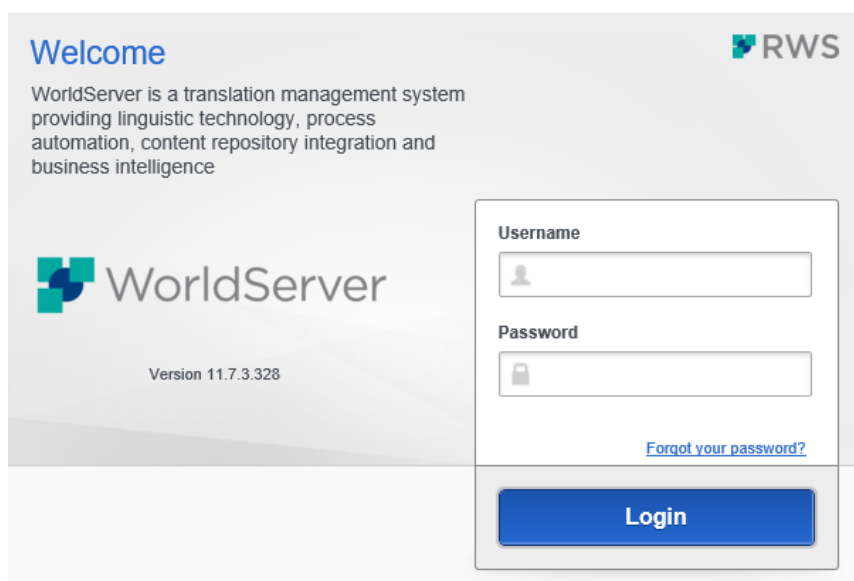 Welcome
RWS
WorldServer is a translation management system
providing linguistic technology, process
automation, content repository integration and
business intelligence
WorldServer
Version 11.7.3.328
Username
Password
Forgot your password?
Login